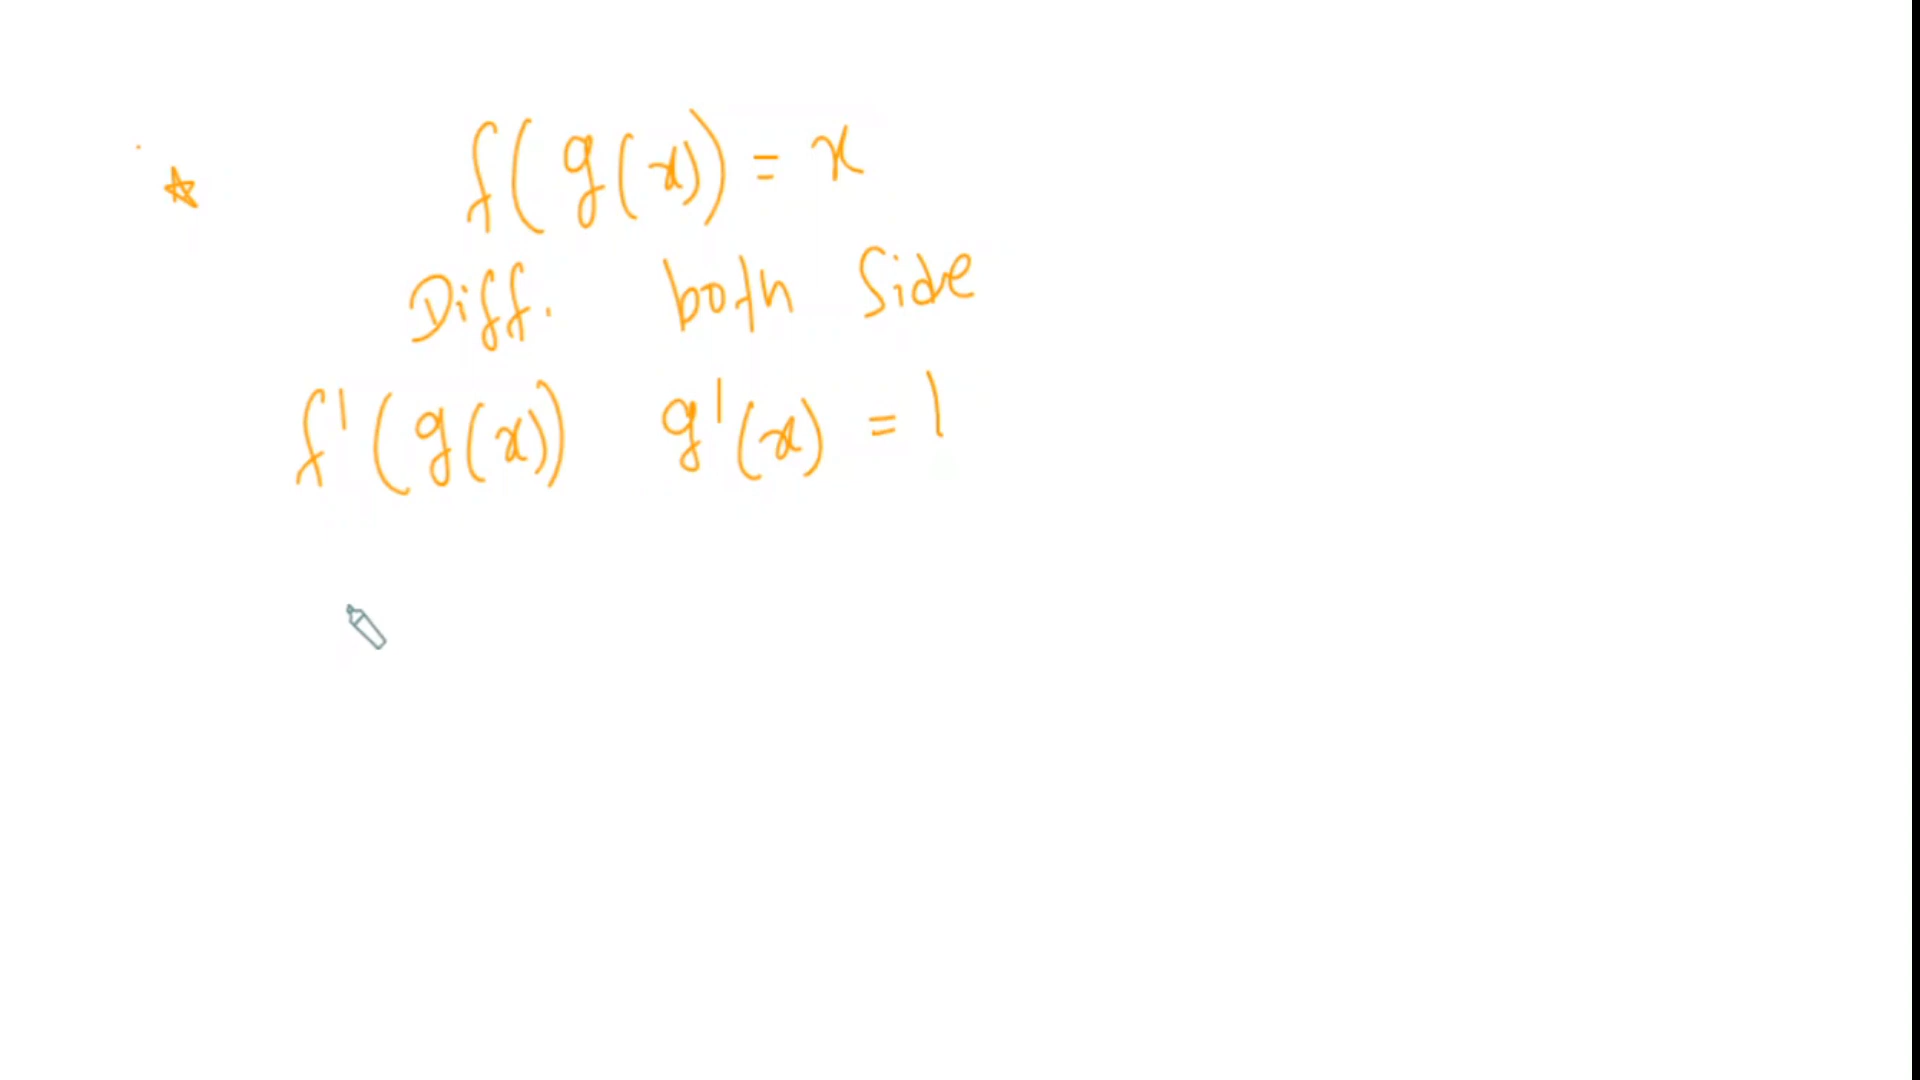 ☆ f(g(x)) = x
Diff. both Side
f'(g(x)) g'(x) = 1